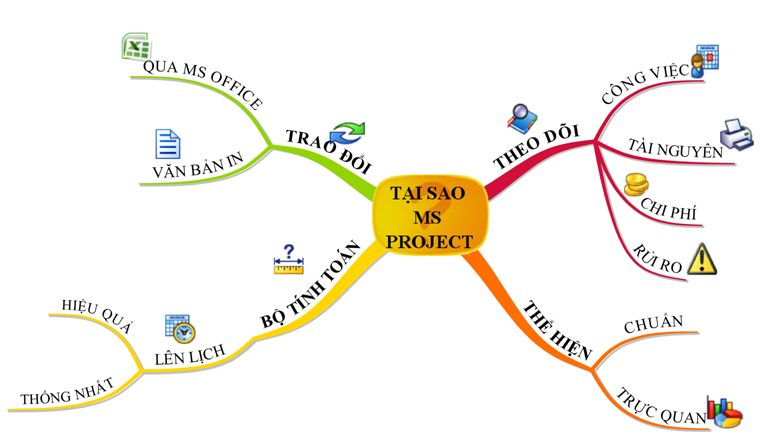 TẠI SAO
MS
PROJECT
TRAO ĐỔI
QUA MS OFFICE
VĂN BẢN IN
THEO DÕI
CÔNG VIỆC
TÀI NGUYÊN
CHI PHÍ
RỦI RO
THỂ HIỆN
CHUẨN
TRỰC QUAN
BỘ TÍNH TOÁN
LÊN LỊCH
HIỆU QUẢ
THỐNG NHẤT
?